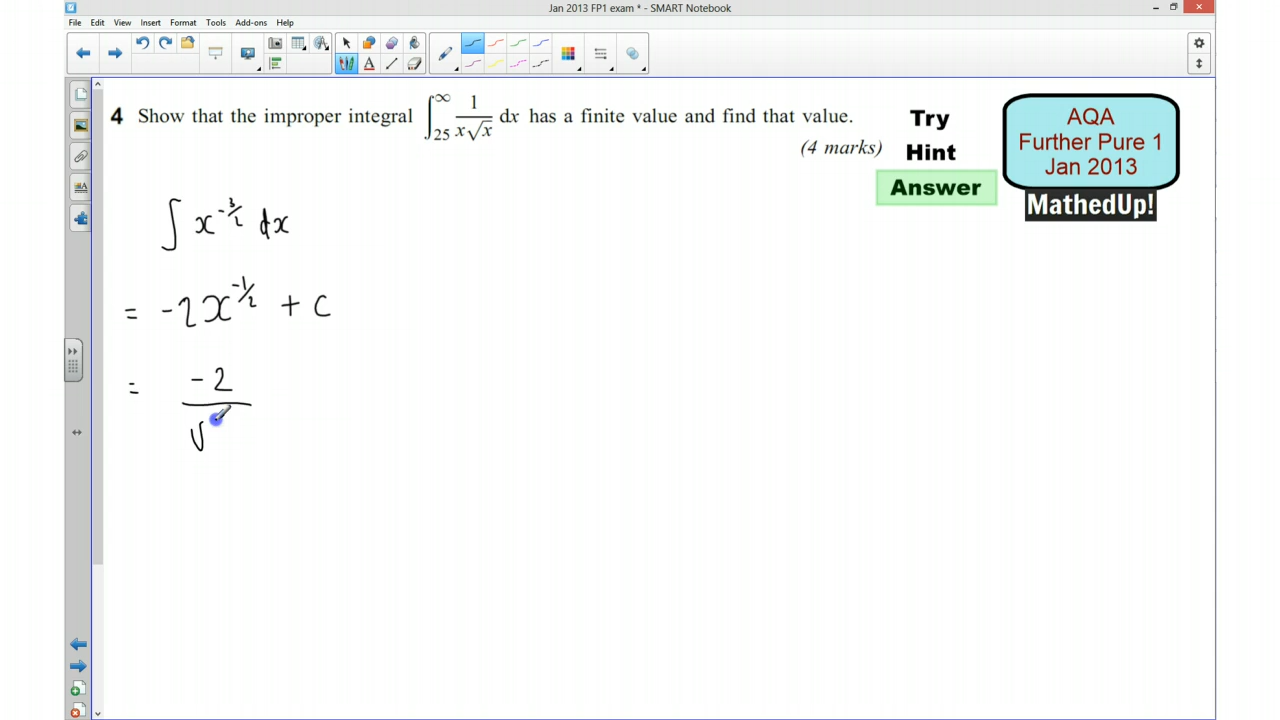 Jan 2013 FP1 exam * - SMART Notebook
File Edit View Insert Format Tools Add-ons Help
4 Show that the improper integral ∫₂₅^∞ 1/(x√x) dx has a finite value and find that value.
(4 marks)
Try
Hint
Answer
AQA
Further Pure 1
Jan 2013
MathedUp!
∫ x^(-3/2) dx
= -2x^(-1/2) + c
= -2/√